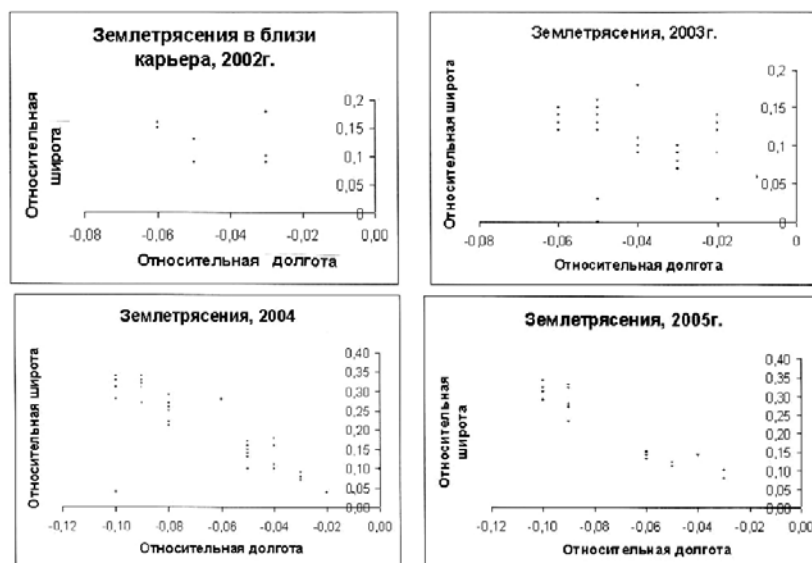 Землетрясения в близи
карьера, 2002г.
Относительная
широта
0,2
0,15
0,1
0,05
0
-0,08 -0,06 -0,04 -0,02 0,00
Относительная долгота
Землетрясения, 2003г.
Относительная широта
0,2
0,15
0,1
0,05
0
-0,08 -0,06 -0,04 -0,02 0
Относительная долгота
Землетрясения, 2004
Относительная широта
0,40
0,35
0,30
0,25
0,20
0,15
0,10
0,05
0,00
-0,12 -0,10 -0,08 -0,06 -0,04 -0,02 0,00
Относительная долгота
Землетрясения, 2005г.
Относительная
широта
0,40
0,35
0,30
0,25
0,20
0,15
0,10
0,05
0,00
-0,12 -0,10 -0,08 -0,06 -0,04 -0,02 0,00
Относительная долгота